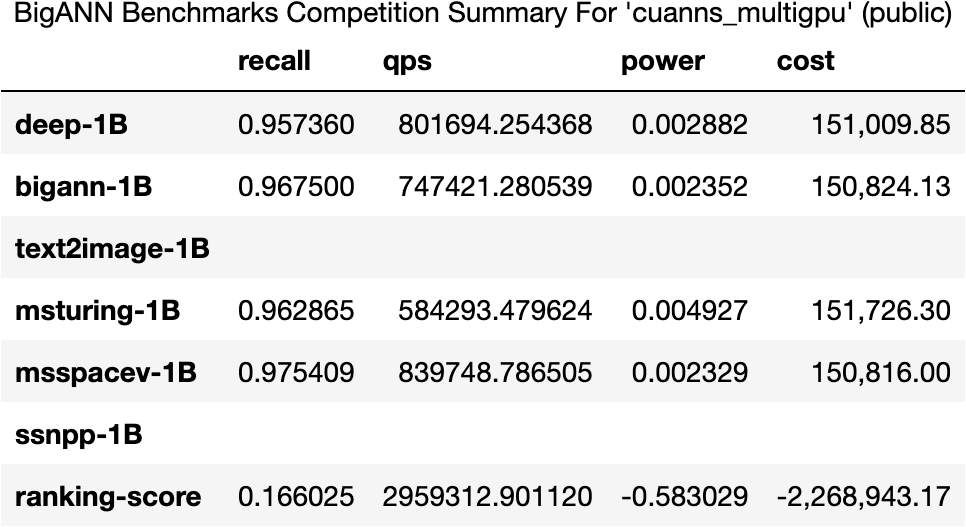 BigANN Benchmarks Competition Summary For 'cuanns_multigpu' (public)
recall qps power cost
deep-1B 0.957360 801694.254368 0.002882 151,009.85
bigann-1B 0.967500 747421.280539 0.002352 150,824.13
text2image-1B
msturing-1B 0.962865 584293.479624 0.004927 151,726.30
msspacev-1B 0.975409 839748.786505 0.002329 150,816.00
ssnpp-1B
ranking-score 0.166025 2959312.901120 -0.583029 -2,268,943.17